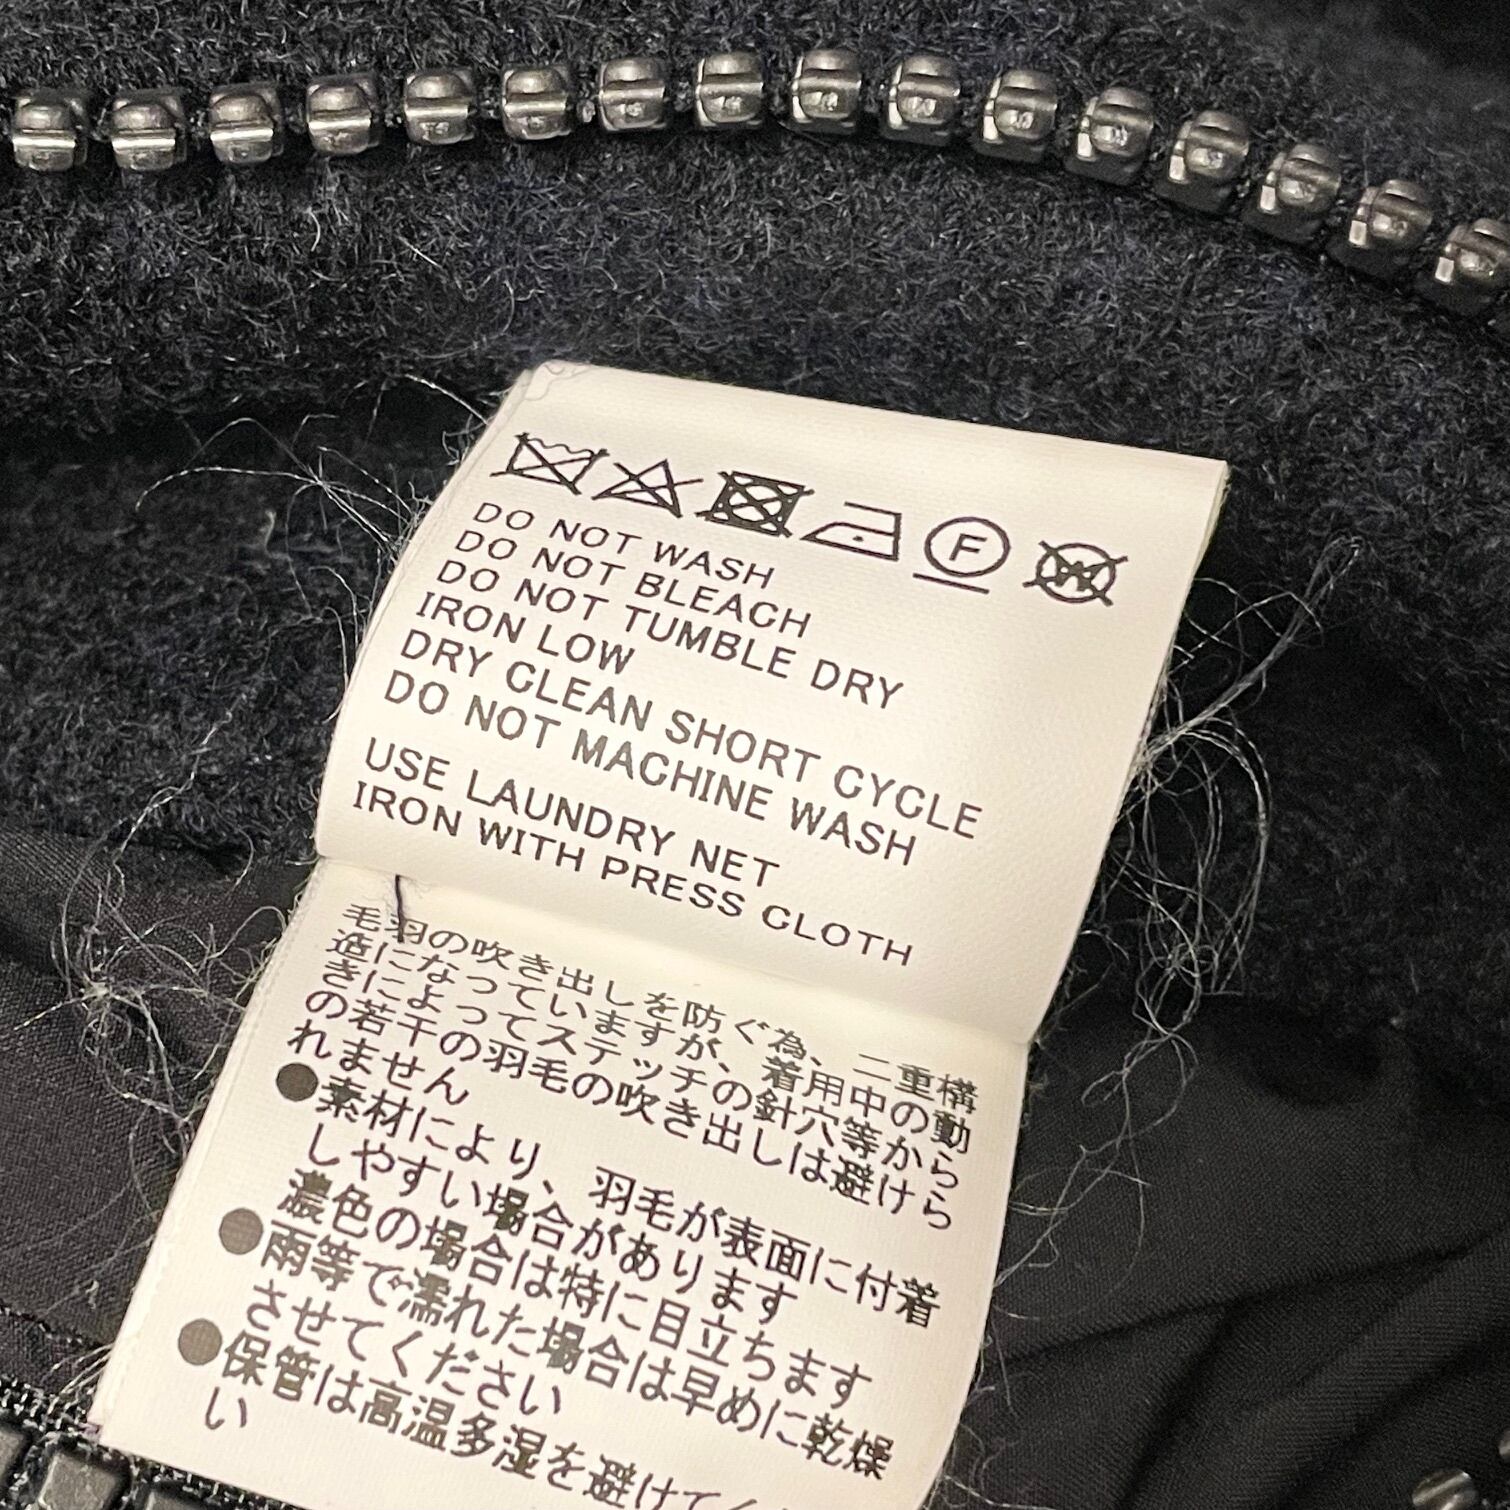 F
W
DO NOT WASH
DO NOT BLEACH
DO NOT TUMBLE DRY
IRON LOW
DRY CLEAN SHORT CYCLE
DO NOT MACHINE WASH
USE LAUNDRY NET
IRON WITH PRESS CLOTH
毛羽の吹き出しを防ぐ為、二重構
造になっていますが、着用中の動
きによってステッチの針穴等から
の若干の羽毛の吹き出しは避けら
れません
●素材により、羽毛が表面に付着
しやすい場合があります
濃色の場合は特に目立ちます
●雨等で濡れた場合は早めに乾燥
させてください
●保管は高温多湿を避けてく
い